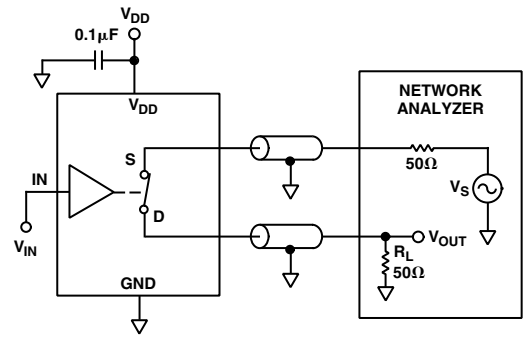 VDD
0.1µF
VDD
NETWORK
ANALYZER
S
50Ω
IN
VS
D
VIN
VOUT
RL
50Ω
GND